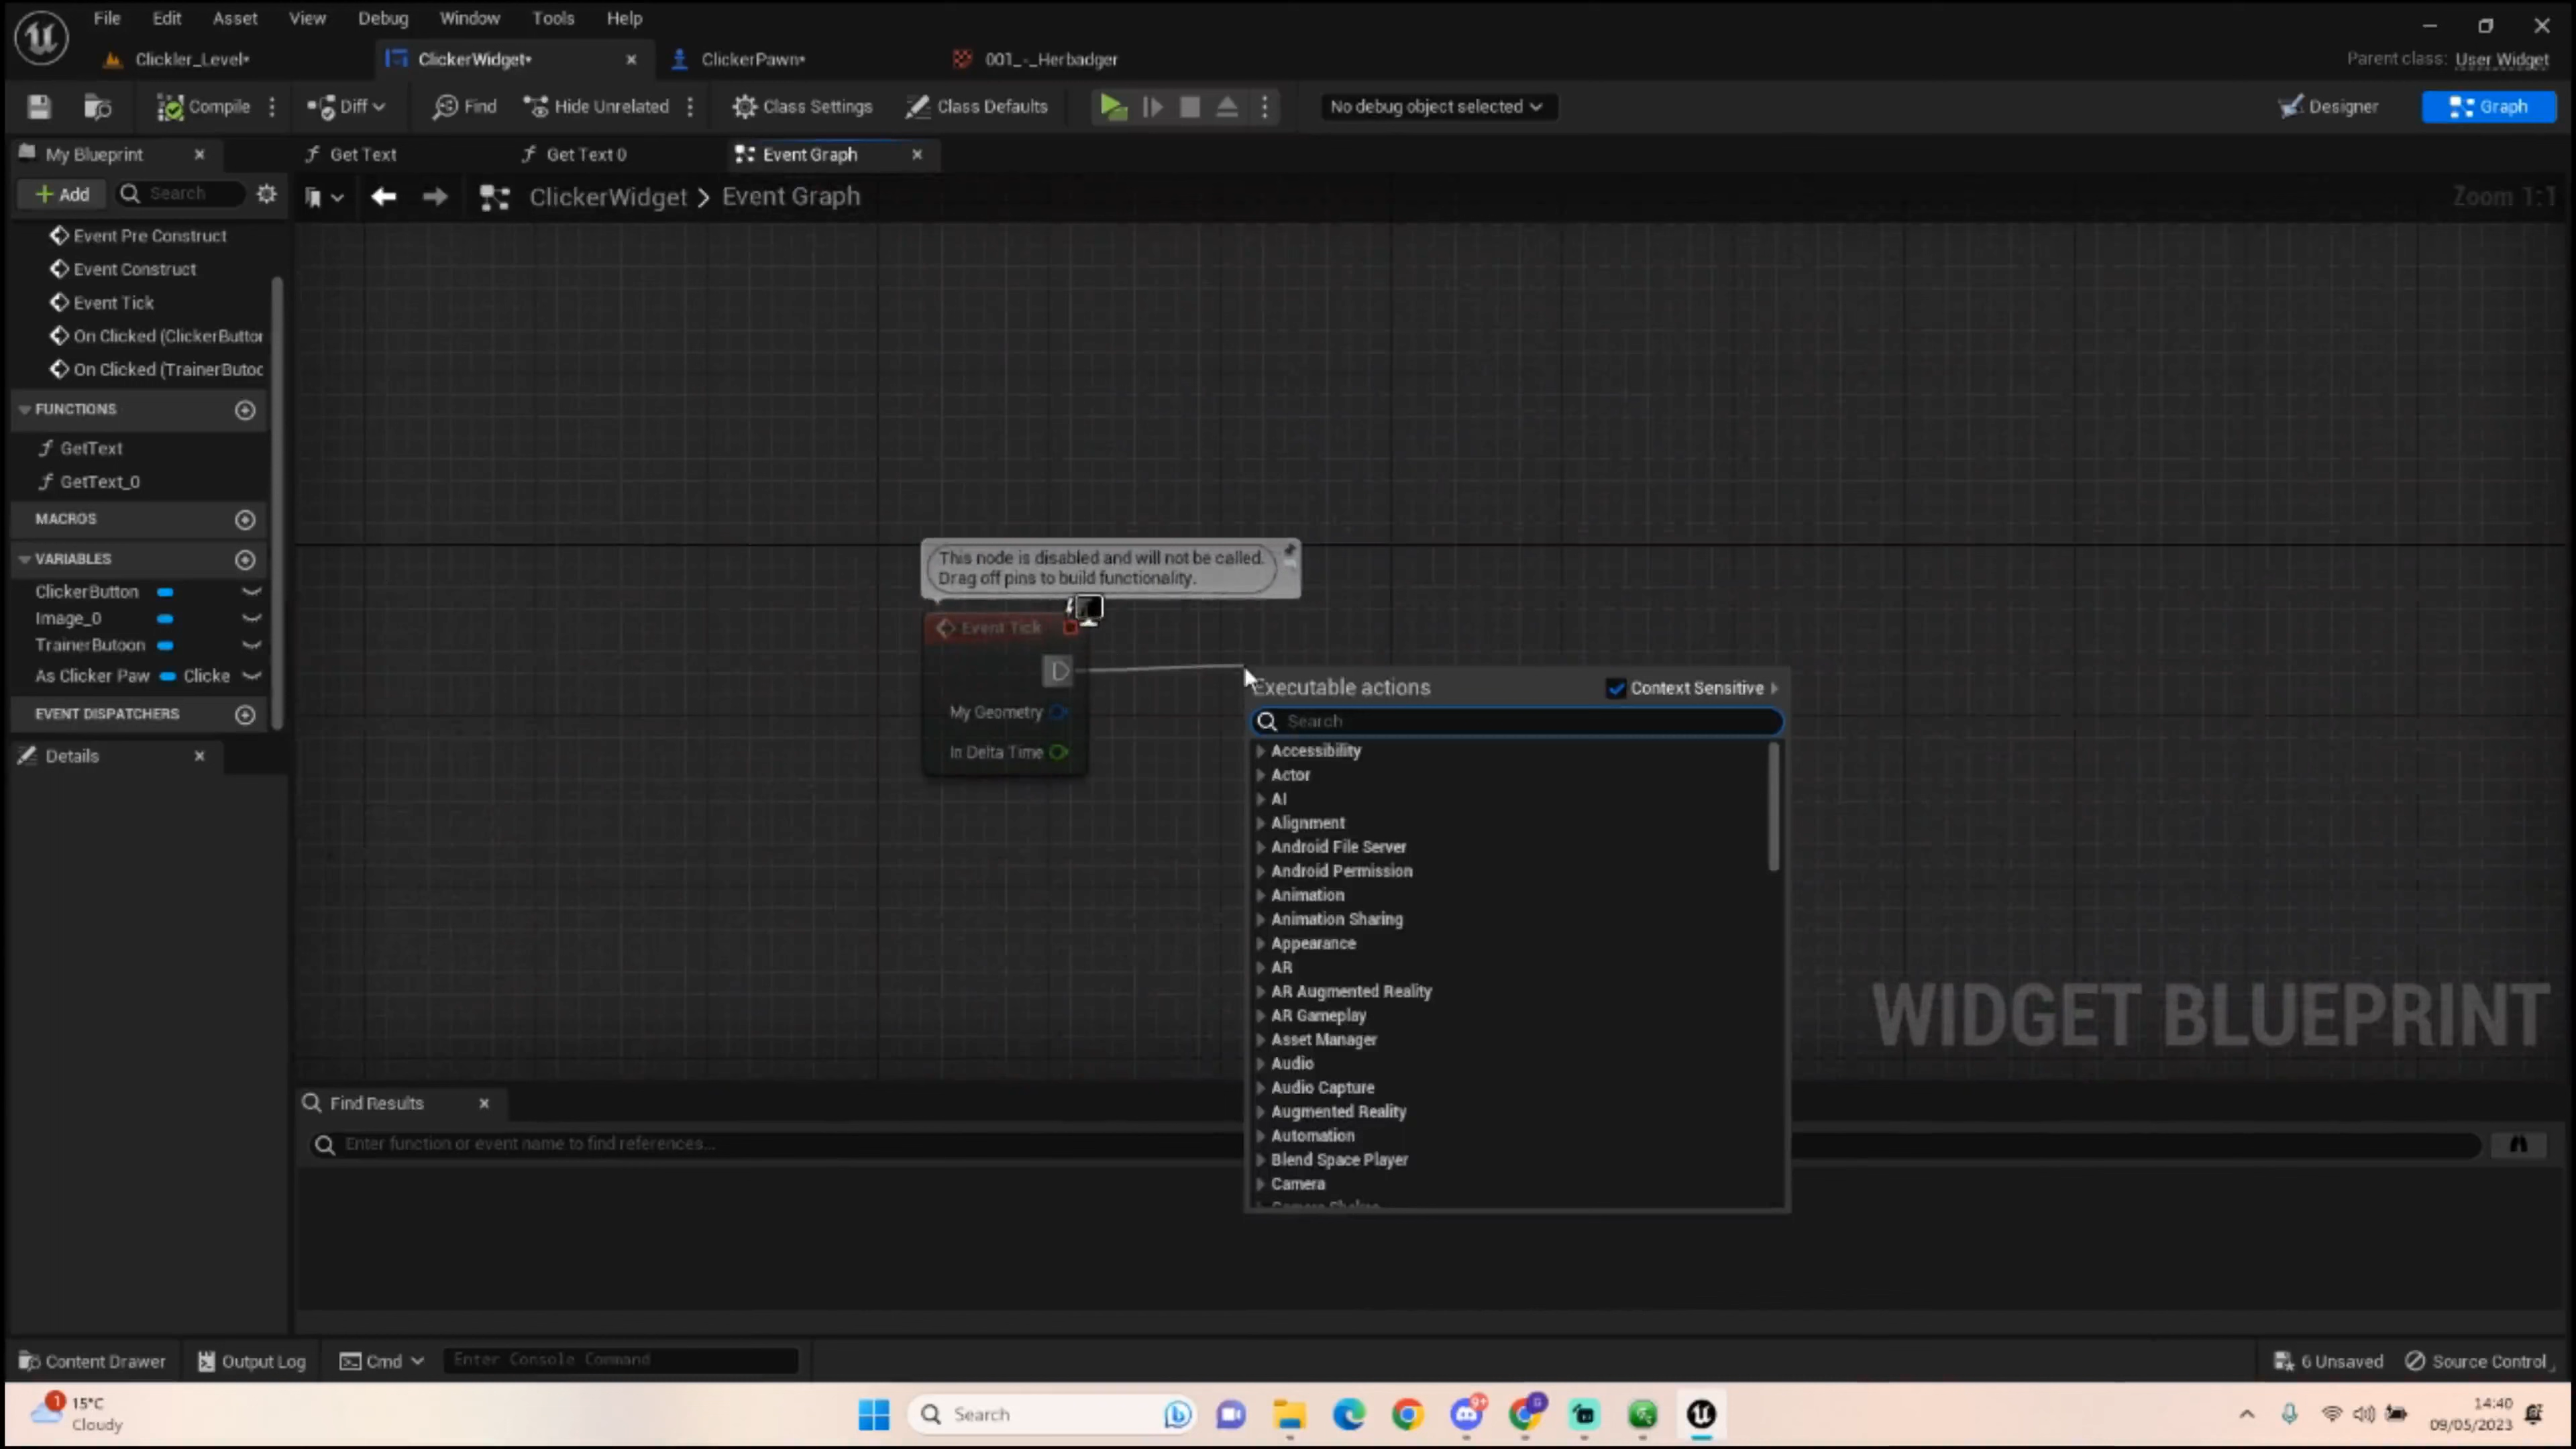 File Edit Asset View Debug Window Tools Help
Clickler_Level* ClickerWidget* ClickerPawn* 001_-_Herbadger Parent class: User Widget
Compile Diff Find Hide Unrelated Class Settings Class Defaults No debug object selected Designer Graph
My Blueprint Get Text Get Text 0 Event Graph
Add Search ClickerWidget > Event Graph Zoom 1:1
Event Pre Construct
Event Construct
Event Tick
On Clicked (ClickerButtor
On Clicked (TrainerButoc
FUNCTIONS
GetText
GetText_0
MACROS
VARIABLES
ClickerButton
Image_0
TrainerButoon
As Clicker Paw Clicke
EVENT DISPATCHERS
Details
This node is disabled and will not be called.
Drag off pins to build functionality.
Event Tick
My Geometry
In Delta Time
Executable actions Context Sensitive
Search
Accessibility
Actor
AI
Alignment
Android File Server
Android Permission
Animation
Animation Sharing
Appearance
AR
AR Augmented Reality
AR Gameplay
Asset Manager
Audio
Audio Capture
Augmented Reality
Automation
Blend Space Player
Camera
WIDGET BLUEPRINT
Find Results
Enter function or event name to find references...
Content Drawer Output Log Cmd Enter Console Command 6 Unsaved Source Control
1 15°C
Cloudy
Search
9+
14:40
09/05/2023